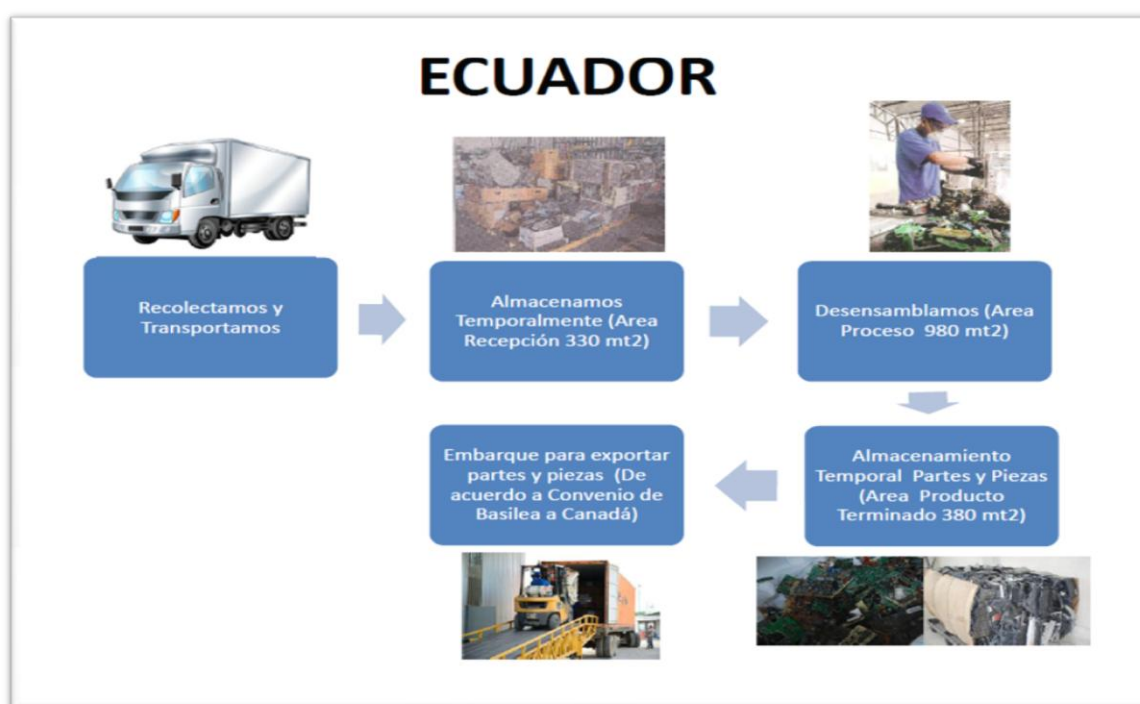 ECUADOR
Recolectamos y
Transportamos
Almacenamos
Temporalmente (Area
Recepción 330 mt2)
Desensamblamos (Area
Proceso 980 mt2)
Almacenamiento
Temporal Partes y Piezas
(Area Producto
Terminado 380 mt2)
Embarque para exportar
partes y piezas (De
acuerdo a Convenio de
Basilea a Canadá)